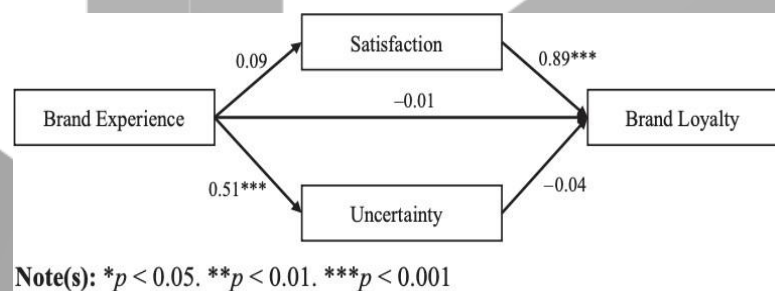 Satisfaction
0.09
0.89***
−0.01
Brand Experience
Brand Loyalty
0.51***
−0.04
Uncertainty
Note(s): *p < 0.05. **p < 0.01. ***p < 0.001